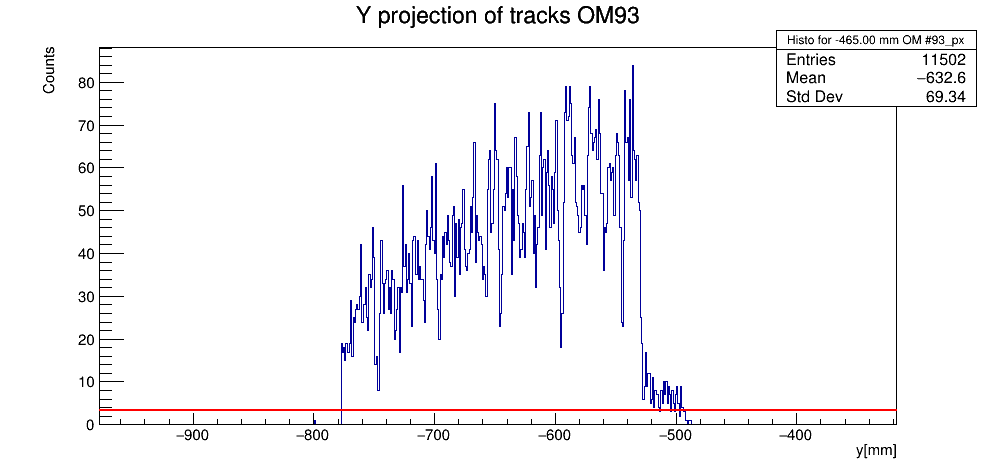 Y projection of tracks OM93
Histo for -465.00 mm OM #93_px
Entries 11502
Mean −632.6
Std Dev 69.34
Counts
80
70
60
50
40
30
20
10
0
−900 −800 −700 −600 −500 −400
y[mm]